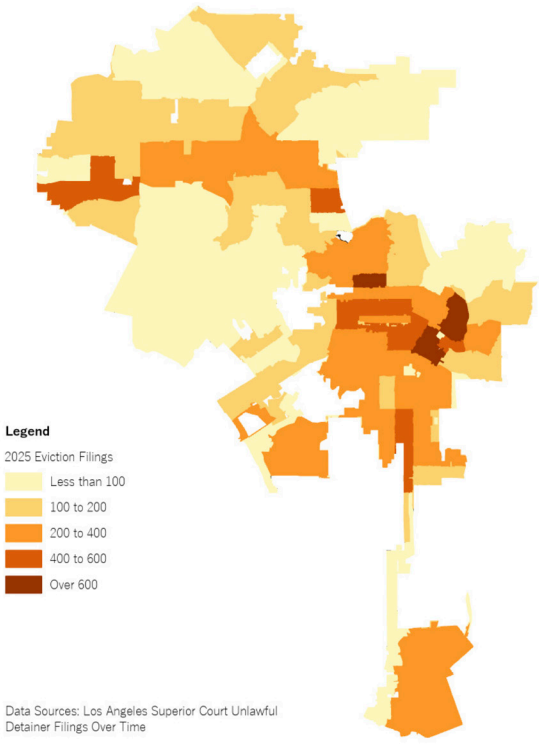 Legend
2025 Eviction Filings
Less than 100
100 to 200
200 to 400
400 to 600
Over 600
Data Sources: Los Angeles Superior Court Unlawful
Detainer Filings Over Time